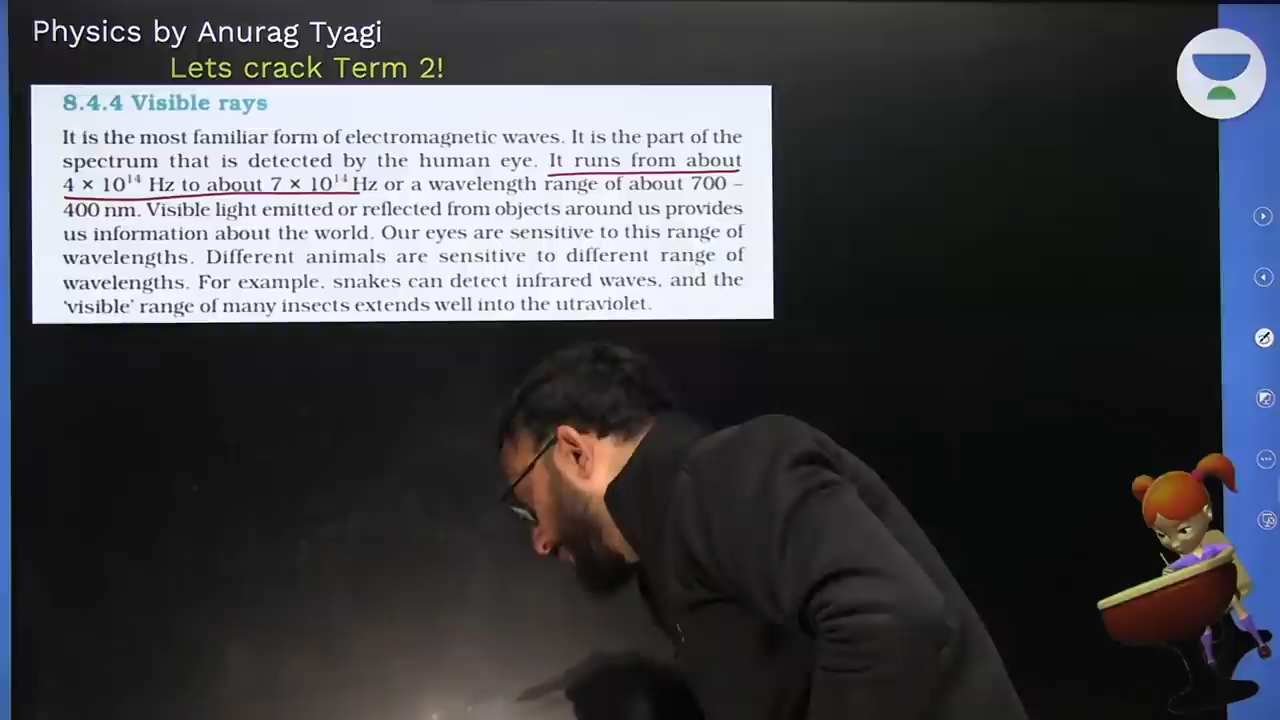 Physics by Anurag Tyagi
Lets crack Term 2!
8.4.4 Visible rays
It is the most familiar form of electromagnetic waves. It is the part of the
spectrum that is detected by the human eye. It runs from about
4 × 10¹⁴ Hz to about 7 × 10¹⁴ Hz or a wavelength range of about 700 –
400 nm. Visible light emitted or reflected from objects around us provides
us information about the world. Our eyes are sensitive to this range of
wavelengths. Different animals are sensitive to different range of
wavelengths. For example, snakes can detect infrared waves, and the
'visible' range of many insects extends well into the utraviolet.